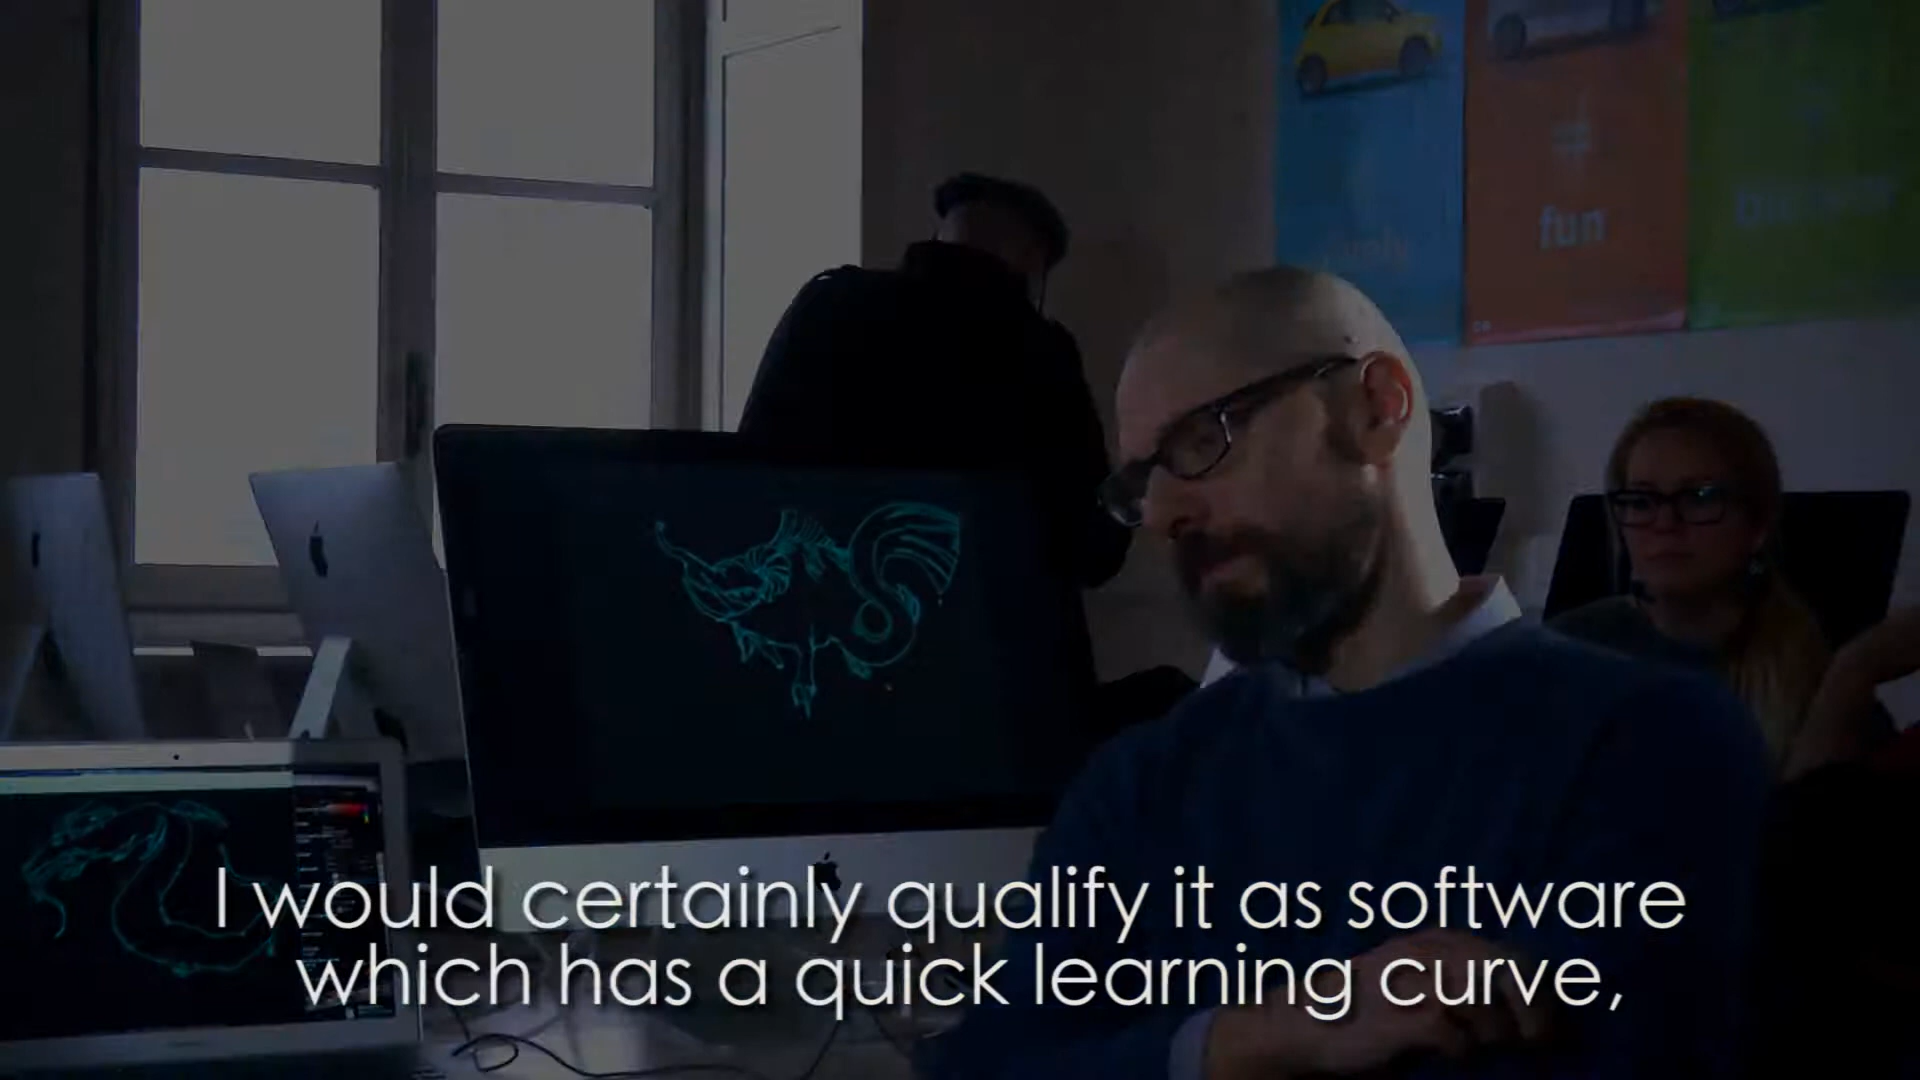 fun
I would certainly qualify it as software
which has a quick learning curve,